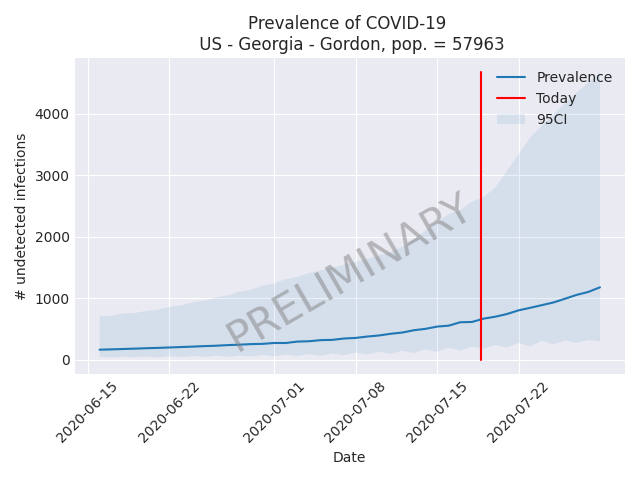 Prevalence of COVID-19
US - Georgia - Gordon, pop. = 57963
Prevalence
Today
95CI
# undetected infections
4000
3000
2000
1000
0
PRELIMINARY
2020-06-15
2020-06-22
2020-07-01
2020-07-08
2020-07-15
2020-07-22
Date